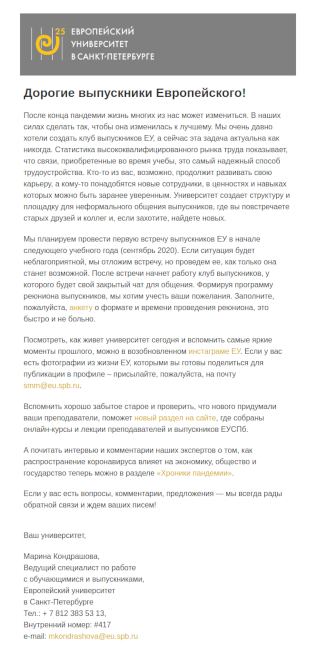 25 ЕВРОПЕЙСКИЙ
УНИВЕРСИТЕТ
В САНКТ-ПЕТЕРБУРГЕ
Дорогие выпускники Европейского!
После конца пандемии жизнь многих из нас может измениться. В наших
силах сделать так, чтобы она изменилась к лучшему. Мы очень давно
хотели создать клуб выпускников ЕУ, а сейчас эта задача актуальна как
никогда. Статистика высококвалифицированного рынка труда показывает,
что связи, приобретенные во время учебы, это самый надежный способ
трудоустройства. Кто-то из вас, возможно, продолжит развивать свою
карьеру, а кому-то понадобятся новые сотрудники, в ценностях и навыках
которых можно быть заранее уверенным. Университет создает структуру и
площадку для неформального общения выпускников, где вы повстречаете
старых друзей и коллег и, если захотите, найдете новых.
Мы планируем провести первую встречу выпускников ЕУ в начале
следующего учебного года (сентябрь 2020). Если ситуация будет
неблагоприятной, мы отложим встречу, но проведем ее, как только она
станет возможной. После встречи начнет работу клуб выпускников, у
которого будет свой закрытый чат для общения. Формируя программу
реюниона выпускников, мы хотим учесть ваши пожелания. Заполните,
пожалуйста, анкету о формате и времени проведения реюниона, это
быстро и не больно.
Посмотреть, как живет университет сегодня и вспомнить самые яркие
моменты прошлого, можно в возобновленном инстаграме ЕУ. Если у вас
есть фотографии из жизни ЕУ, которыми вы готовы поделиться для
публикации в профиле – присылайте, пожалуйста, на почту
smm@eu.spb.ru.
Вспомнить хорошо забытое старое и проверить, что нового придумали
ваши преподаватели, поможет новый раздел на сайте, где собраны
онлайн-курсы и лекции преподавателей и выпускников ЕУСПб.
А почитать интервью и комментарии наших экспертов о том, как
распространение коронавируса влияет на экономику, общество и
государство теперь можно в разделе «Хроники пандемии».
Если у вас есть вопросы, комментарии, предложения — мы всегда рады
обратной связи и ждем ваших писем!
Ваш университет,
Марина Кондрашова,
Ведущий специалист по работе
с обучающимися и выпускниками,
Европейский университет
в Санкт-Петербурге
Тел.: + 7 812 383 53 13,
Внутренний номер: #417
e-mail: mkondrashova@eu.spb.ru